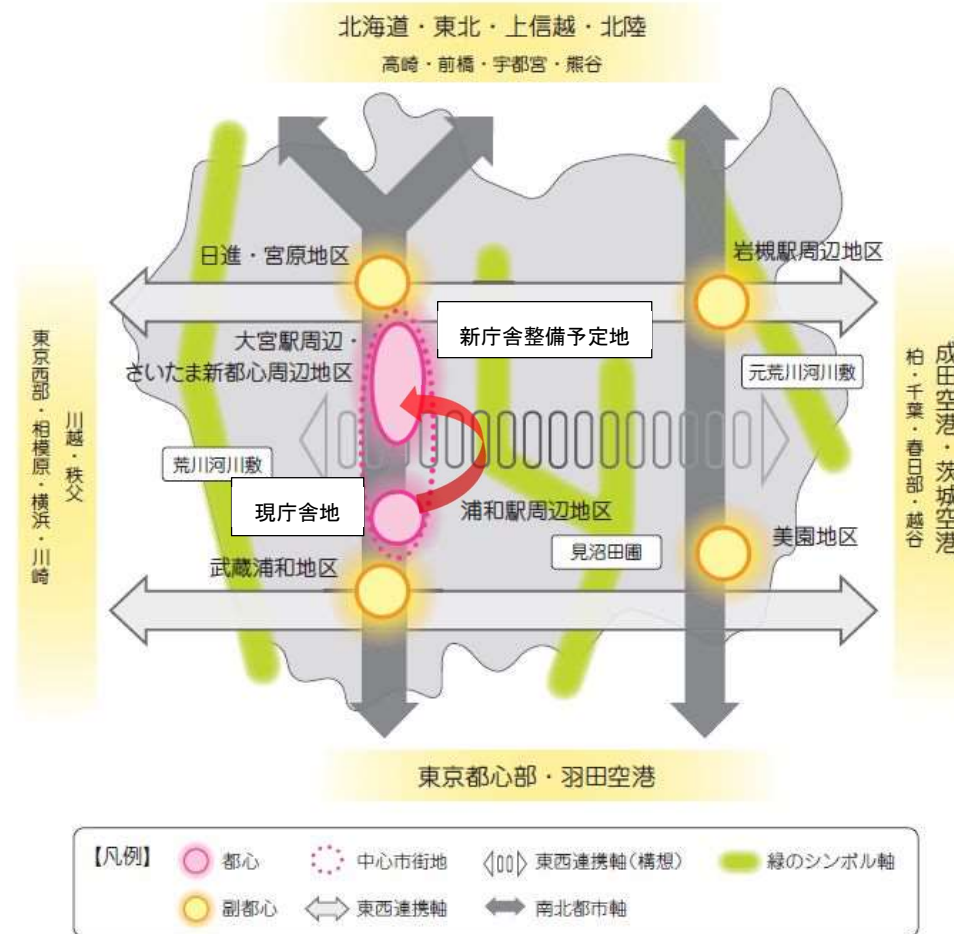 北海道・東北・上信越・北陸
高崎・前橋・宇都宮・熊谷
日進・宮原地区
岩槻駅周辺地区
大宮駅周辺・
さいたま新都心周辺地区
新庁舎整備予定地
元荒川河川敷
荒川河川敷
現庁舎地
浦和駅周辺地区
見沼田圃
美園地区
武蔵浦和地区
川越・秩父
東京西部・相模原・横浜・川崎
成田空港・茨城空港
柏・千葉・春日部・越谷
東京都心部・羽田空港
【凡例】
都心
中心市街地
東西連携軸(構想)
緑のシンボル軸
副都心
東西連携軸
南北都市軸